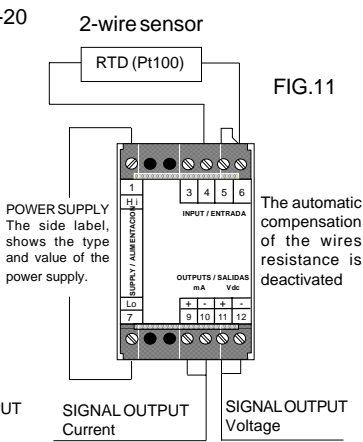 -20
2-wire sensor
RTD (Pt100)
FIG.11
1
Hi
3 4 5 6
INPUT / ENTRADA
SUPPLY / ALIMENTACION
POWER SUPPLY
The side label,
shows the type
and value of the
power supply.
The automatic
compensation
of the wires
resistance is
deactivated
OUTPUTS / SALIDAS
mA Vdc
Lo
+ - + -
7
9 10 11 12
PUT
SIGNAL OUTPUT
Current
SIGNAL OUTPUT
Voltage